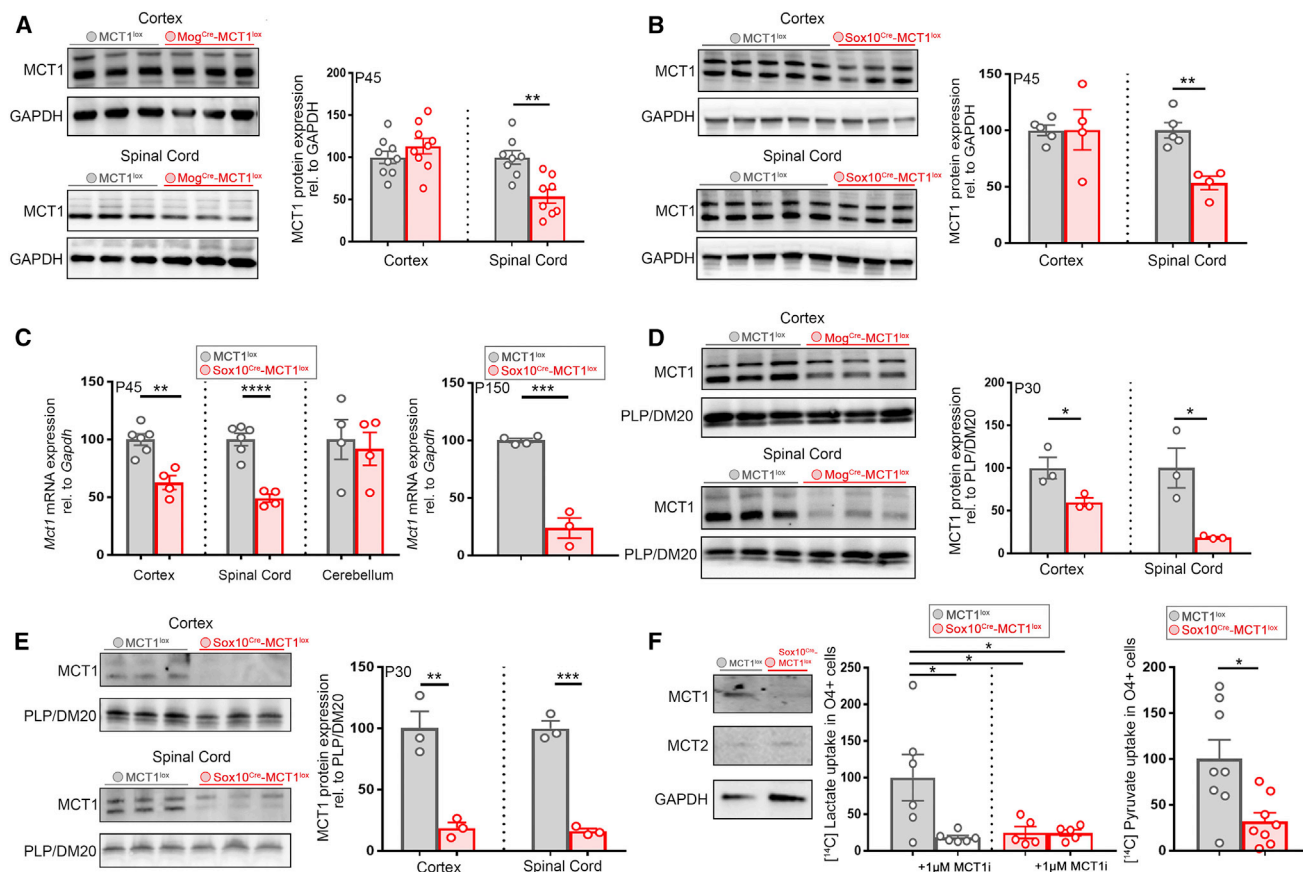 A
Cortex
MCT1lox MogCre-MCT1lox
MCT1
GAPDH
Spinal Cord
MCT1lox MogCre-MCT1lox
MCT1
GAPDH
MCT1 protein expression
rel. to GAPDH
200
150
100
50
0
P45
**
Cortex
Spinal Cord
B
Cortex
MCT1lox Sox10Cre-MCT1lox
MCT1
GAPDH
Spinal Cord
MCT1lox Sox10Cre-MCT1lox
MCT1
GAPDH
MCT1 protein expression
rel. to GAPDH
150
100
50
0
P45
**
Cortex
Spinal Cord
C
MCT1lox
Sox10Cre-MCT1lox
Mct1 mRNA expression
rel. to Gapdh
150
100
50
0
P45
**
****
Cortex
Spinal Cord
Cerebellum
MCT1lox
Sox10Cre-MCT1lox
Mct1 mRNA expression
rel. to Gapdh
150
100
50
0
P150
***
D
Cortex
MCT1lox MogCre-MCT1lox
MCT1
PLP/DM20
Spinal Cord
MCT1lox MogCre-MCT1lox
MCT1
PLP/DM20
MCT1 protein expression
rel. to PLP/DM20
200
150
100
50
0
P30
*
*
Cortex
Spinal Cord
E
Cortex
MCT1lox Sox10Cre-MCT1lox
MCT1
PLP/DM20
Spinal Cord
MCT1lox Sox10Cre-MCT1lox
MCT1
PLP/DM20
MCT1 protein expression
rel. to PLP/DM20
150
100
50
0
P30
**
***
Cortex
Spinal Cord
F
MCT1lox
Sox10Cre-
MCT1lox
MCT1
MCT2
GAPDH
MCT1lox
Sox10Cre-MCT1lox
[14C] Lactate uptake in O4+ cells
250
200
150
100
50
0
*
*
*
+1µM MCT1i
+1µM MCT1i
MCT1lox
Sox10Cre-MCT1lox
[14C] Pyruvate uptake in O4+ cells
200
150
100
50
0
*